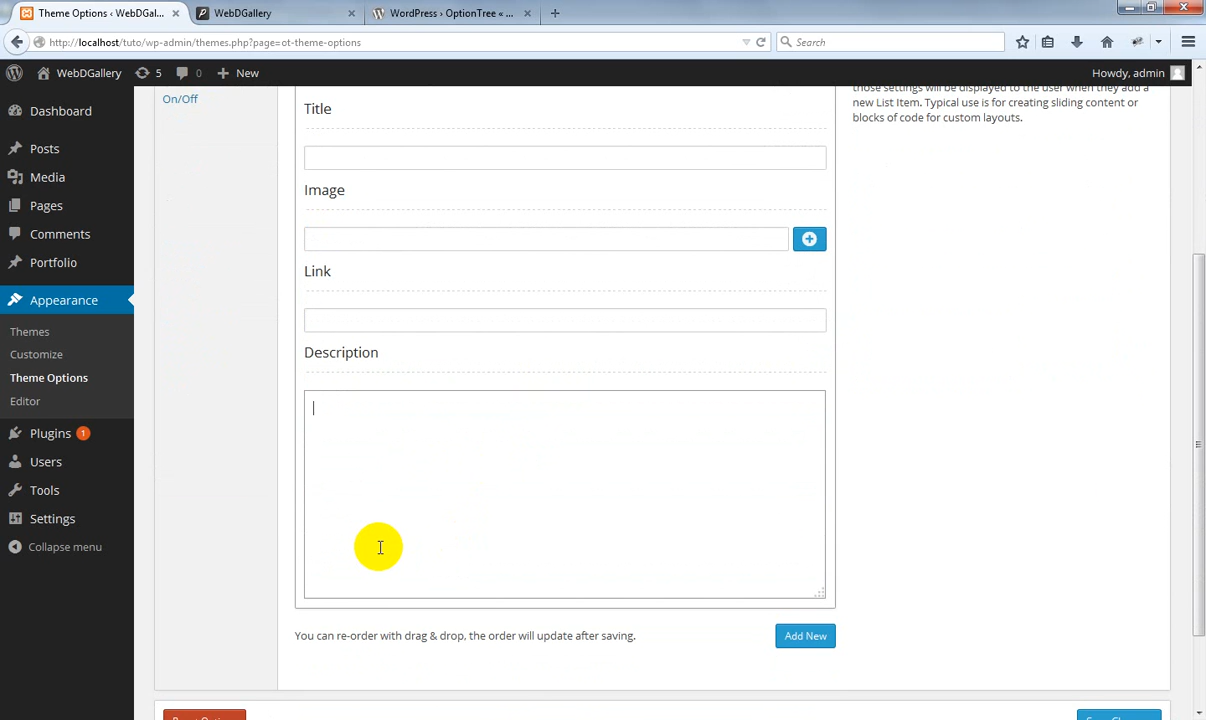 Theme Options ‹ WebDGal...
WebDGallery
WordPress › OptionTree « ...
http://localhost/tuto/wp-admin/themes.php?page=ot-theme-options
Search
WebDGallery 5 0 New
Howdy, admin
Dashboard
Posts
Media
Pages
Comments
Portfolio
Appearance
Themes
Customize
Theme Options
Editor
Plugins 1
Users
Tools
Settings
Collapse menu
On/Off
Title
Image
Link
Description
You can re-order with drag & drop, the order will update after saving.
Add New
those settings will be displayed to the user when they add a
new List Item. Typical use is for creating sliding content or
blocks of code for custom layouts.